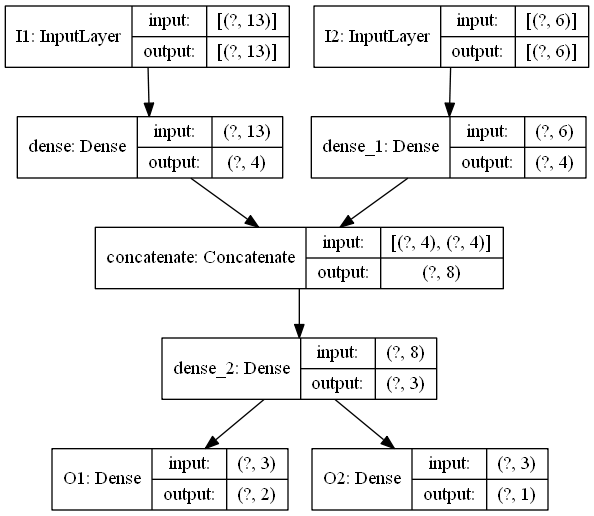 I1: InputLayer input: [(?, 13)]
output: [(?, 13)]
I2: InputLayer input: [(?, 6)]
output: [(?, 6)]
dense: Dense input: (?, 13)
output: (?, 4)
dense_1: Dense input: (?, 6)
output: (?, 4)
concatenate: Concatenate input: [(?, 4), (?, 4)]
output: (?, 8)
dense_2: Dense input: (?, 8)
output: (?, 3)
O1: Dense input: (?, 3)
output: (?, 2)
O2: Dense input: (?, 3)
output: (?, 1)